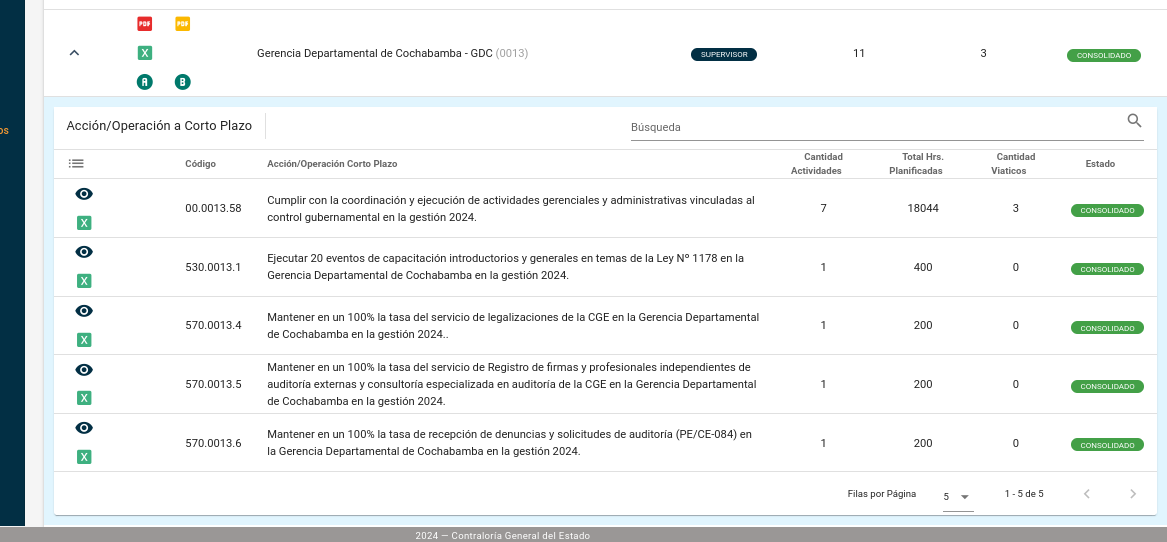 PDF PDF
X
A B
Gerencia Departamental de Cochabamba - GDC (0013) SUPERVISOR 11 3 CONSOLIDADO
os
Acción/Operación a Corto Plazo
Búsqueda
Código Acción/Operación Corto Plazo Cantidad Actividades Total Hrs. Planificadas Cantidad Viaticos Estado
X
00.0013.58
Cumplir con la coordinación y ejecución de actividades gerenciales y administrativas vinculadas al
control gubernamental en la gestión 2024.
7 18044 3 CONSOLIDADO
X
530.0013.1
Ejecutar 20 eventos de capacitación introductorios y generales en temas de la Ley Nº 1178 en la
Gerencia Departamental de Cochabamba en la gestión 2024.
1 400 0 CONSOLIDADO
X
570.0013.4
Mantener en un 100% la tasa del servicio de legalizaciones de la CGE en la Gerencia Departamental
de Cochabamba en la gestión 2024..
1 200 0 CONSOLIDADO
X
570.0013.5
Mantener en un 100% la tasa del servicio de Registro de firmas y profesionales independientes de
auditoría externas y consultoría especializada en auditoría de la CGE en la Gerencia Departamental
de Cochabamba en la gestión 2024.
1 200 0 CONSOLIDADO
X
570.0013.6
Mantener en un 100% la tasa de recepción de denuncias y solicitudes de auditoría (PE/CE-084) en
la Gerencia Departamental de Cochabamba en la gestión 2024.
1 200 0 CONSOLIDADO
Filas por Página 5 1 - 5 de 5
2024 — Contraloría General del Estado